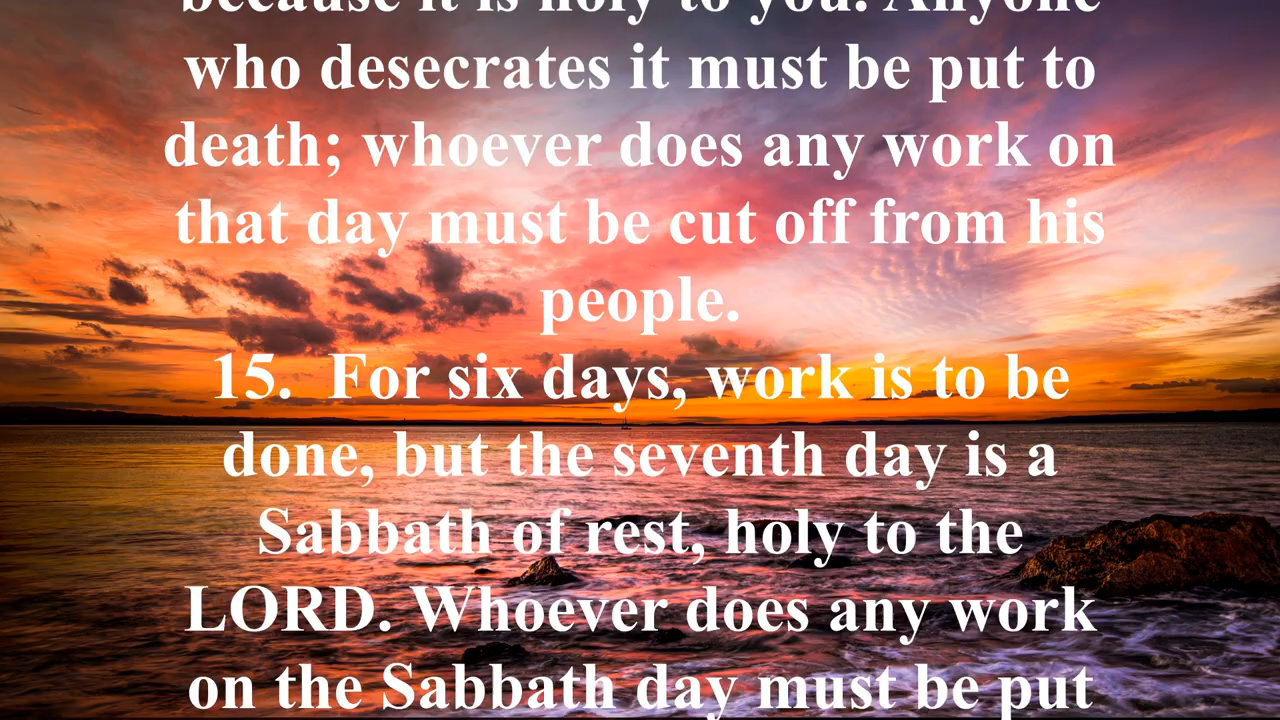 because it is holy to you. Anyone
who desecrates it must be put to
death; whoever does any work on
that day must be cut off from his
people.
15.  For six days, work is to be
done, but the seventh day is a
Sabbath of rest, holy to the
LORD. Whoever does any work
on the Sabbath day must be put